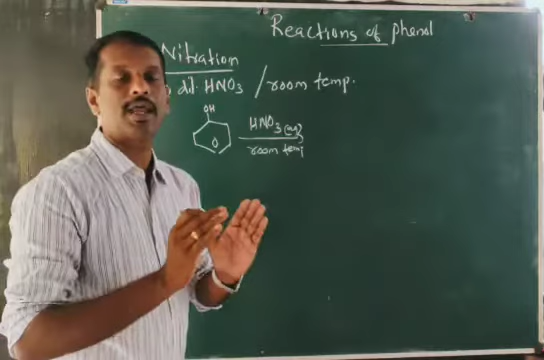 Reactions of phenol
Nitration
dil. HNO3 / room temp.
OH
HNO3(aq)
room temp